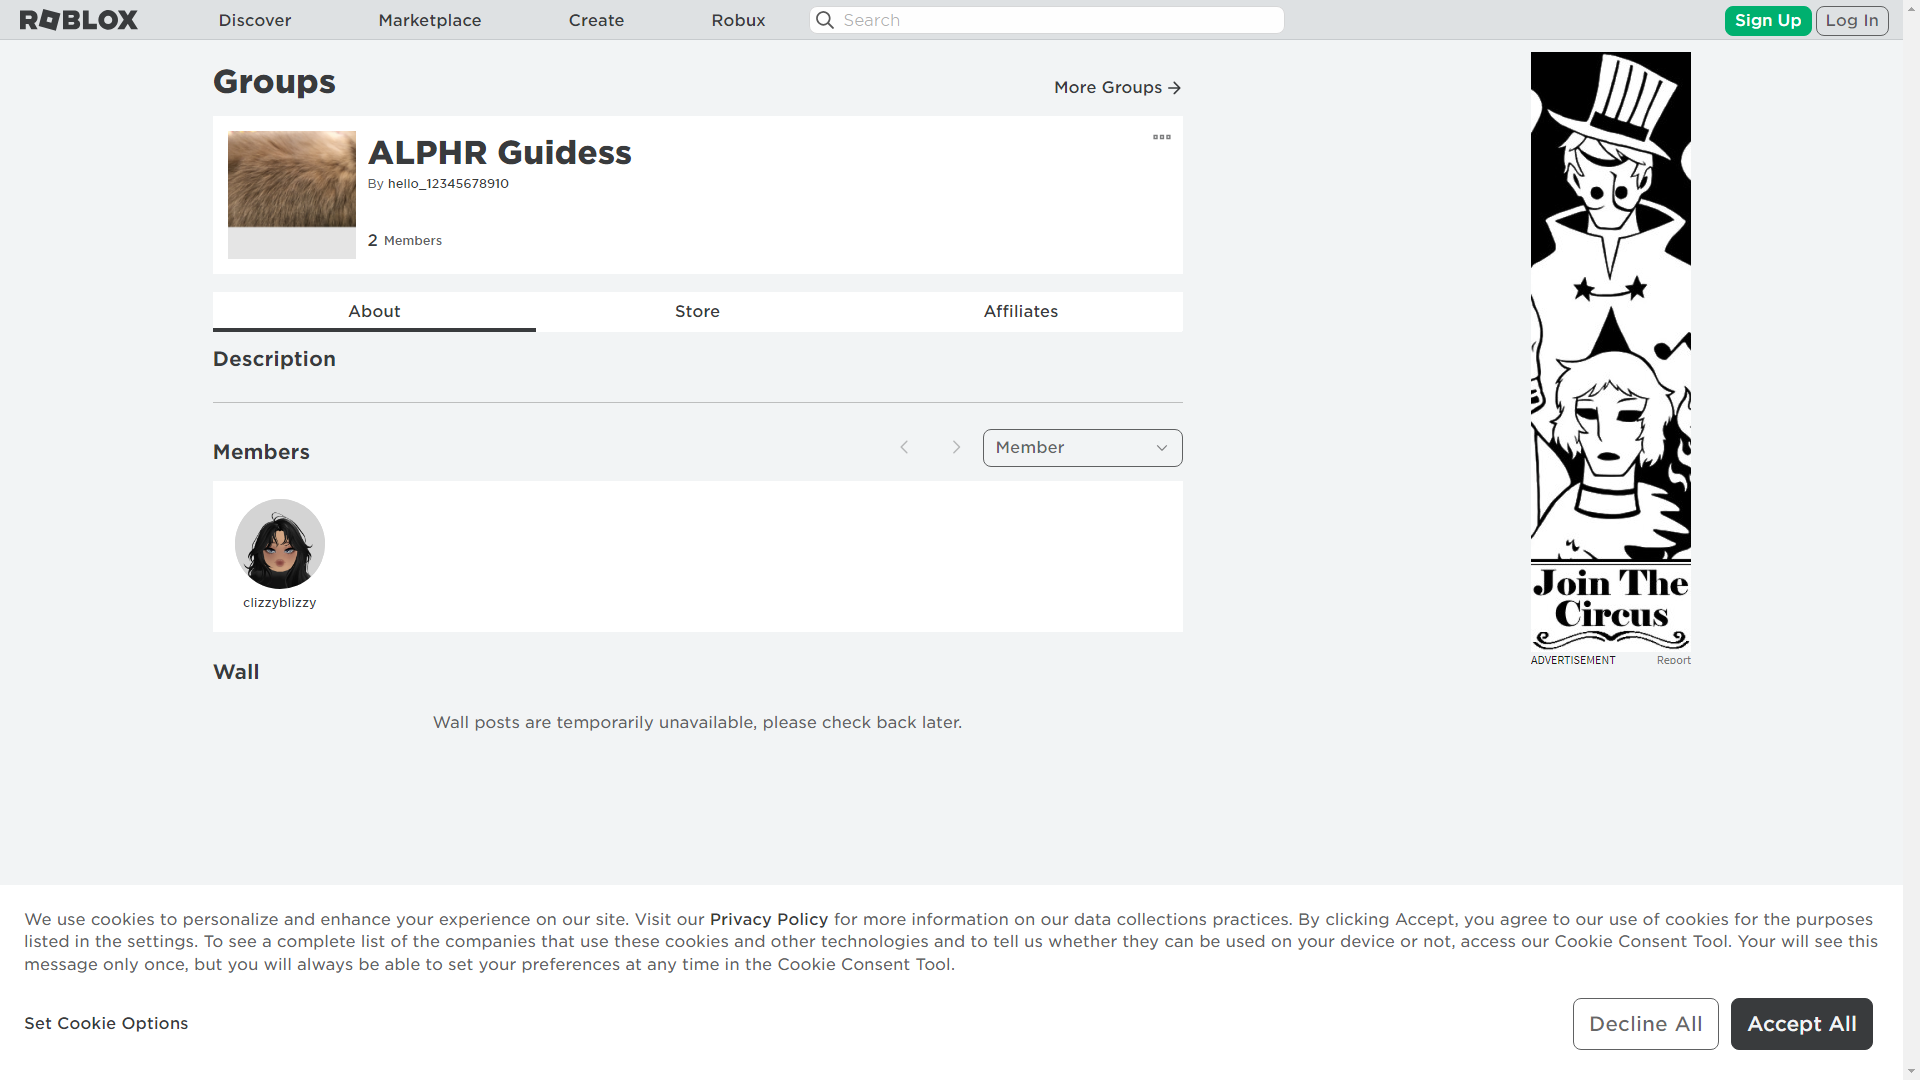 ROBLOX
Discover
Marketplace
Create
Robux
Search
Sign Up
Log In
Groups
More Groups
ALPHR Guidess
By hello_12345678910
2 Members
About
Store
Affiliates
Description
Members
Member
clizzyblizzy
Wall
Wall posts are temporarily unavailable, please check back later.
Join The
Circus
ADVERTISEMENT
Report
We use cookies to personalize and enhance your experience on our site. Visit our Privacy Policy for more information on our data collections practices. By clicking Accept, you agree to our use of cookies for the purposes
listed in the settings. To see a complete list of the companies that use these cookies and other technologies and to tell us whether they can be used on your device or not, access our Cookie Consent Tool. Your will see this
message only once, but you will always be able to set your preferences at any time in the Cookie Consent Tool.
Set Cookie Options
Decline All
Accept All